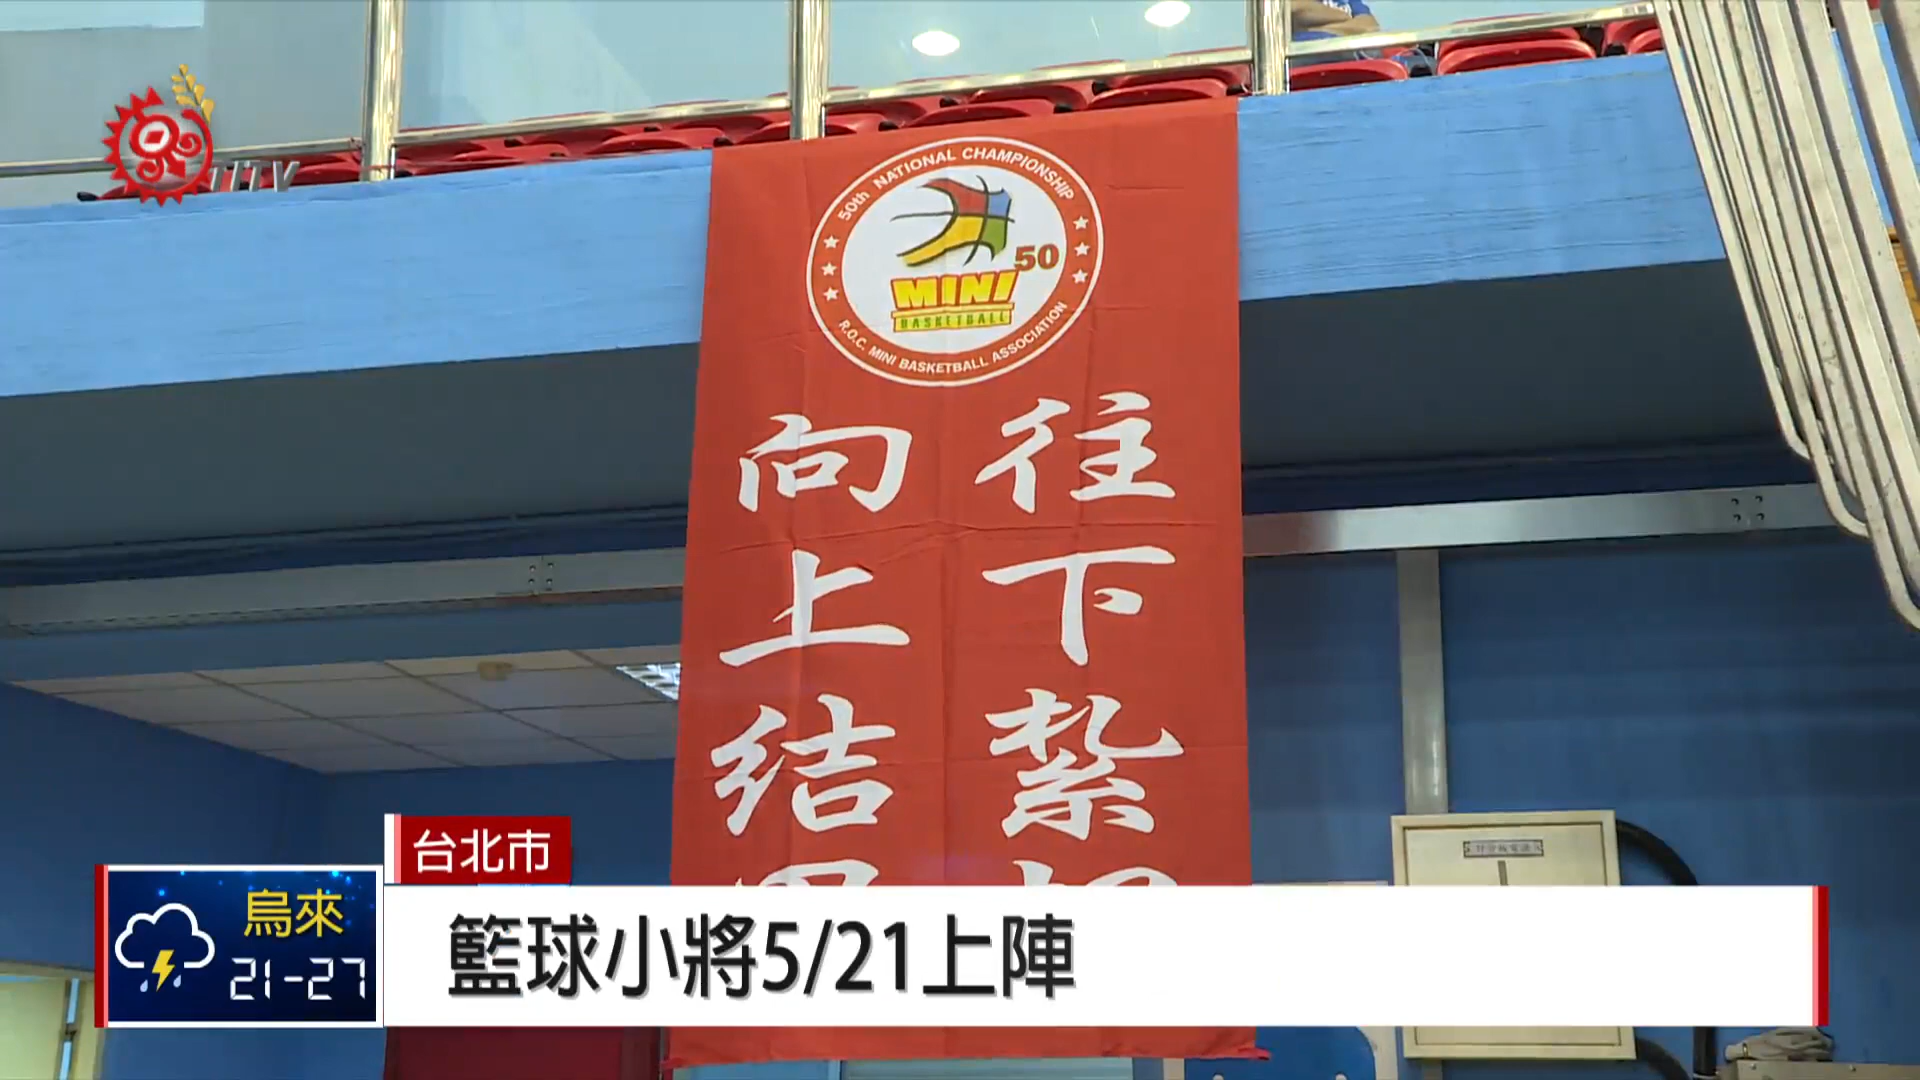 TITV
50th NATIONAL CHAMPIONSHIP
50
MINI
BASKETBALL
R.O.C. MINI BASKETBALL ASSOCIATION
往下紮
向上結
台北市
烏來
21-27
籃球小將5/21上陣